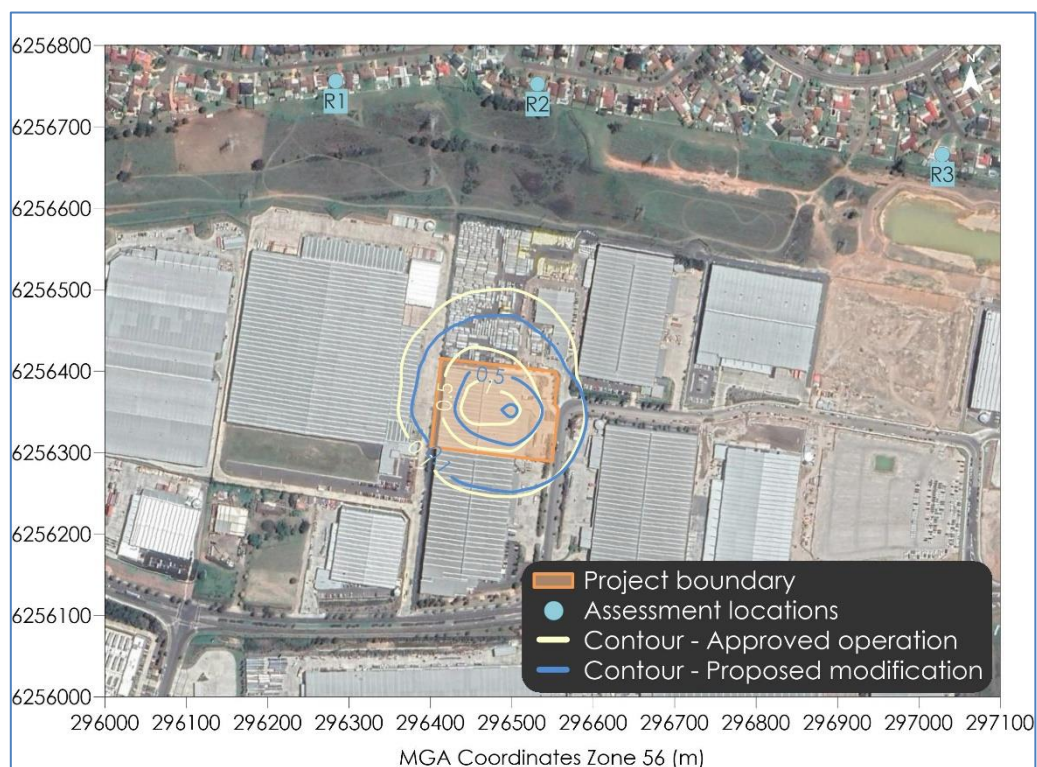 6256800
6256700
6256600
6256500
6256400
6256300
6256200
6256100
6256000
N
R1
R2
R3
0.5
0.5
Project boundary
Assessment locations
Contour - Approved operation
Contour - Proposed modification
296000 296100 296200 296300 296400 296500 296600 296700 296800 296900 297000 297100
MGA Coordinates Zone 56 (m)